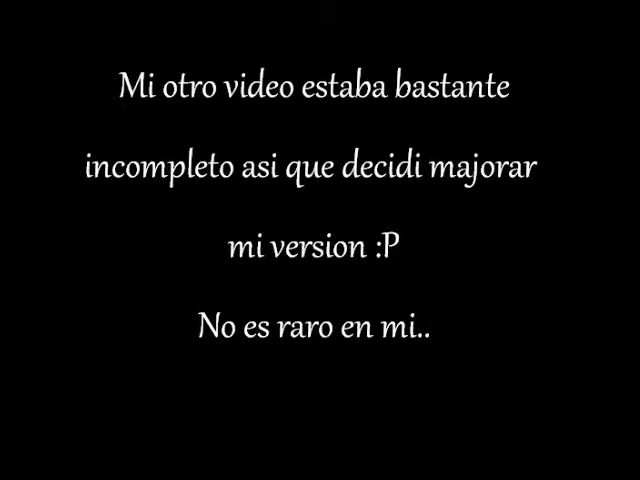 Mi otro video estaba bastante
incompleto asi que decidi majorar
mi version :P
No es raro en mi..